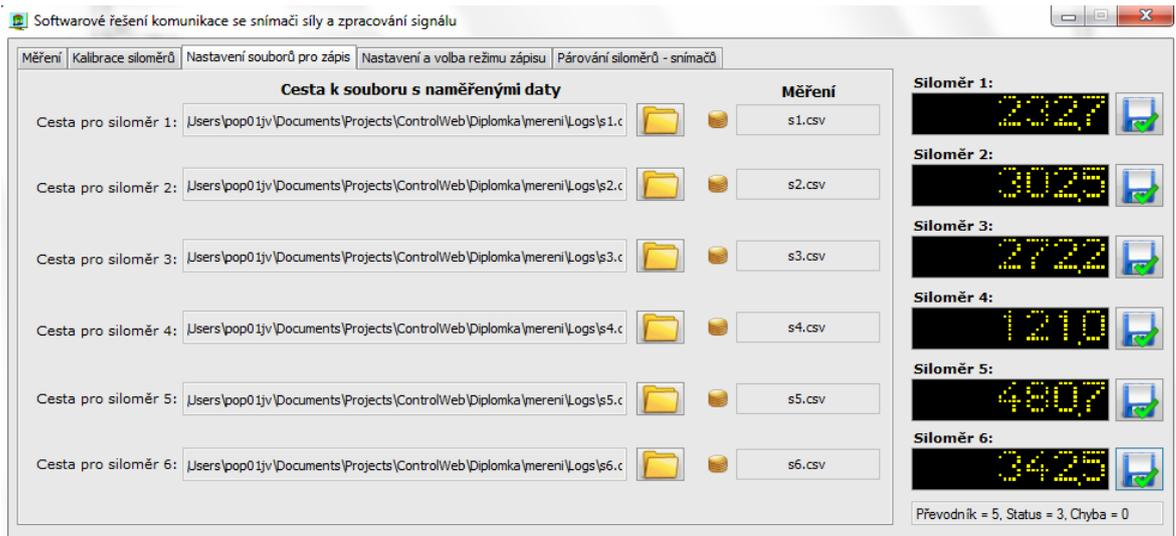 Softwarové řešení komunikace se snímači síly a zpracování signálu
Měření Kalibrace siloměrů Nastavení souborů pro zápis Nastavení a volba režimu zápisu Párování siloměrů - snímačů
Cesta k souboru s naměřenými daty Měření
Cesta pro siloměr 1: \Users\pop01jv\Documents\Projects\ControlWeb\Diplomka\mereni\Logs\s1.c s1.csv
Cesta pro siloměr 2: \Users\pop01jv\Documents\Projects\ControlWeb\Diplomka\mereni\Logs\s2.c s2.csv
Cesta pro siloměr 3: \Users\pop01jv\Documents\Projects\ControlWeb\Diplomka\mereni\Logs\s3.c s3.csv
Cesta pro siloměr 4: \Users\pop01jv\Documents\Projects\ControlWeb\Diplomka\mereni\Logs\s4.c s4.csv
Cesta pro siloměr 5: \Users\pop01jv\Documents\Projects\ControlWeb\Diplomka\mereni\Logs\s5.c s5.csv
Cesta pro siloměr 6: \Users\pop01jv\Documents\Projects\ControlWeb\Diplomka\mereni\Logs\s6.c s6.csv
Siloměr 1:
232,7
Siloměr 2:
302,5
Siloměr 3:
272,2
Siloměr 4:
121,0
Siloměr 5:
480,7
Siloměr 6:
342,5
Převodník = 5, Status = 3, Chyba = 0